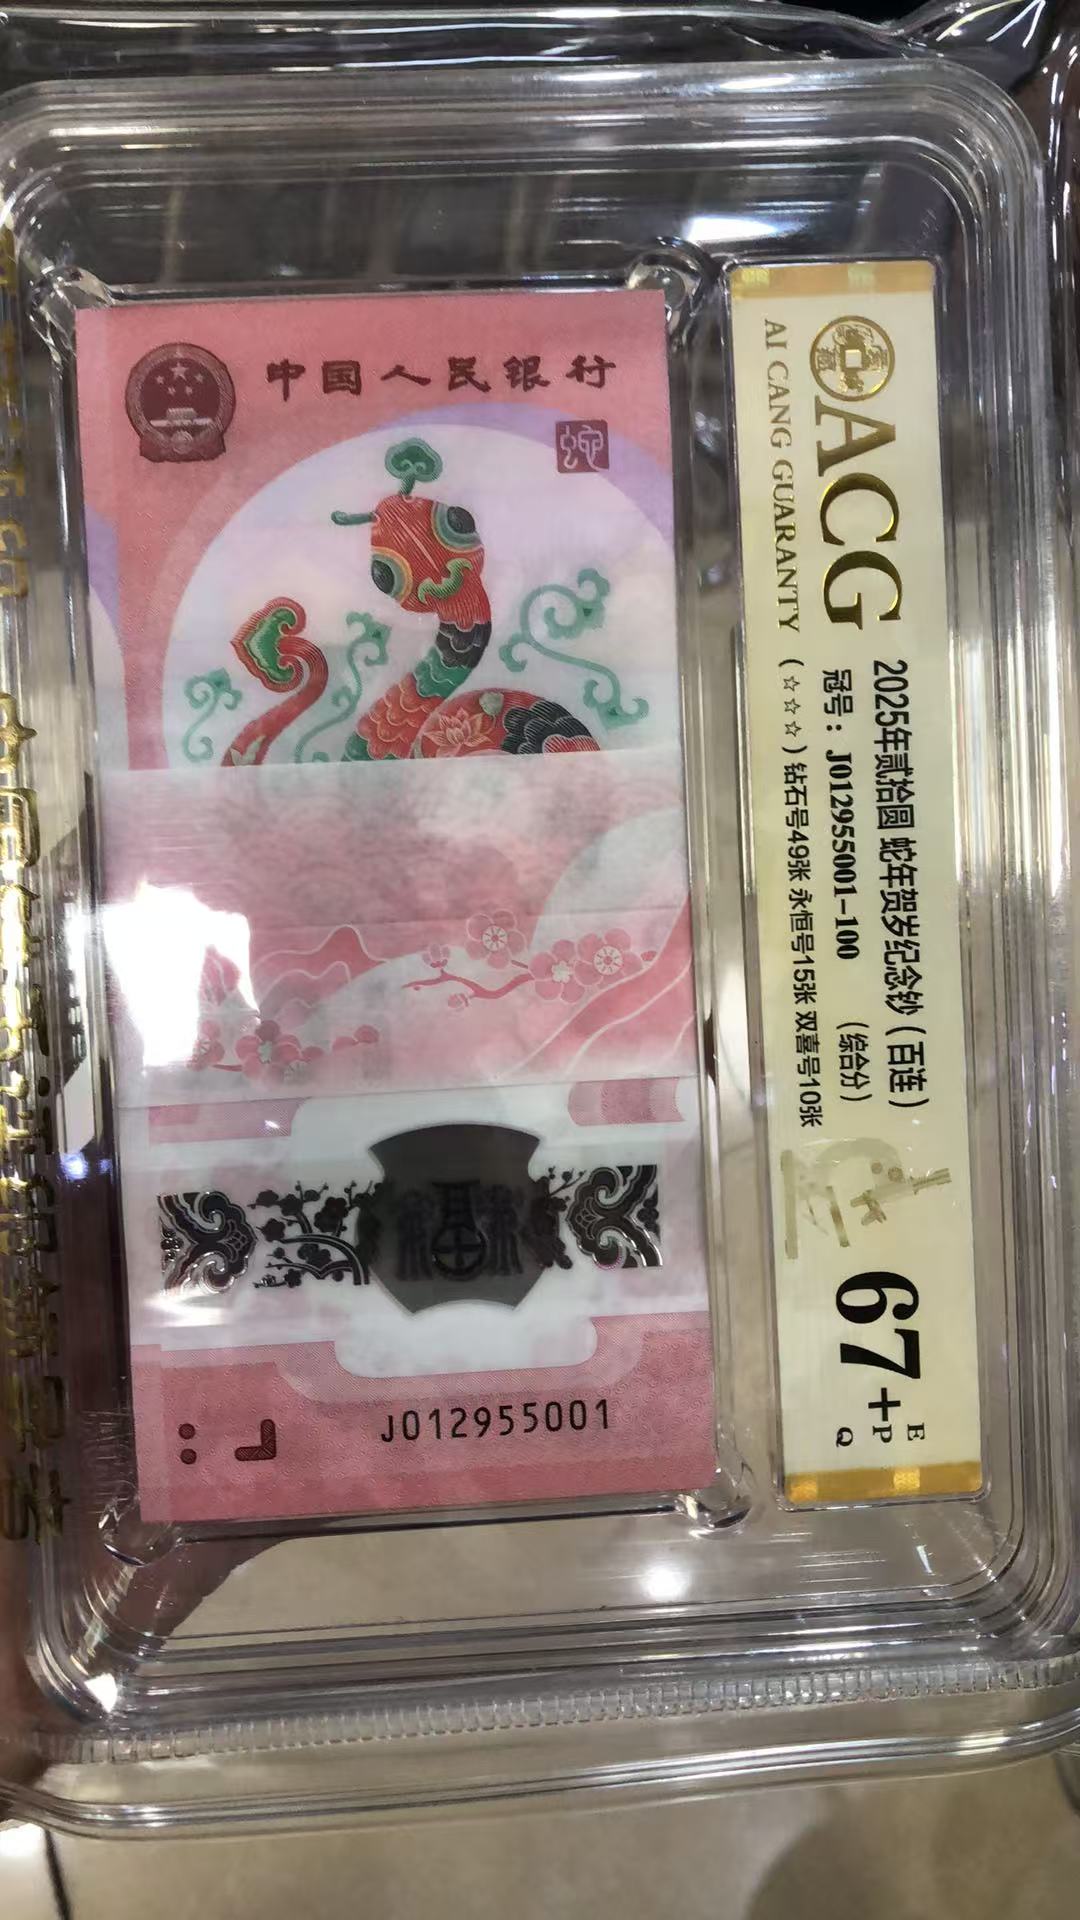 中国人民银行
蛇
J012955001
ACG
AI CANG GUARANTY
2025年贰拾圆 蛇年贺岁纪念钞（百连）
冠号：J012955001-100 （综合分）
（☆☆☆）钻石号49张 永恒号15张 双喜号10张
67+
E
P
Q